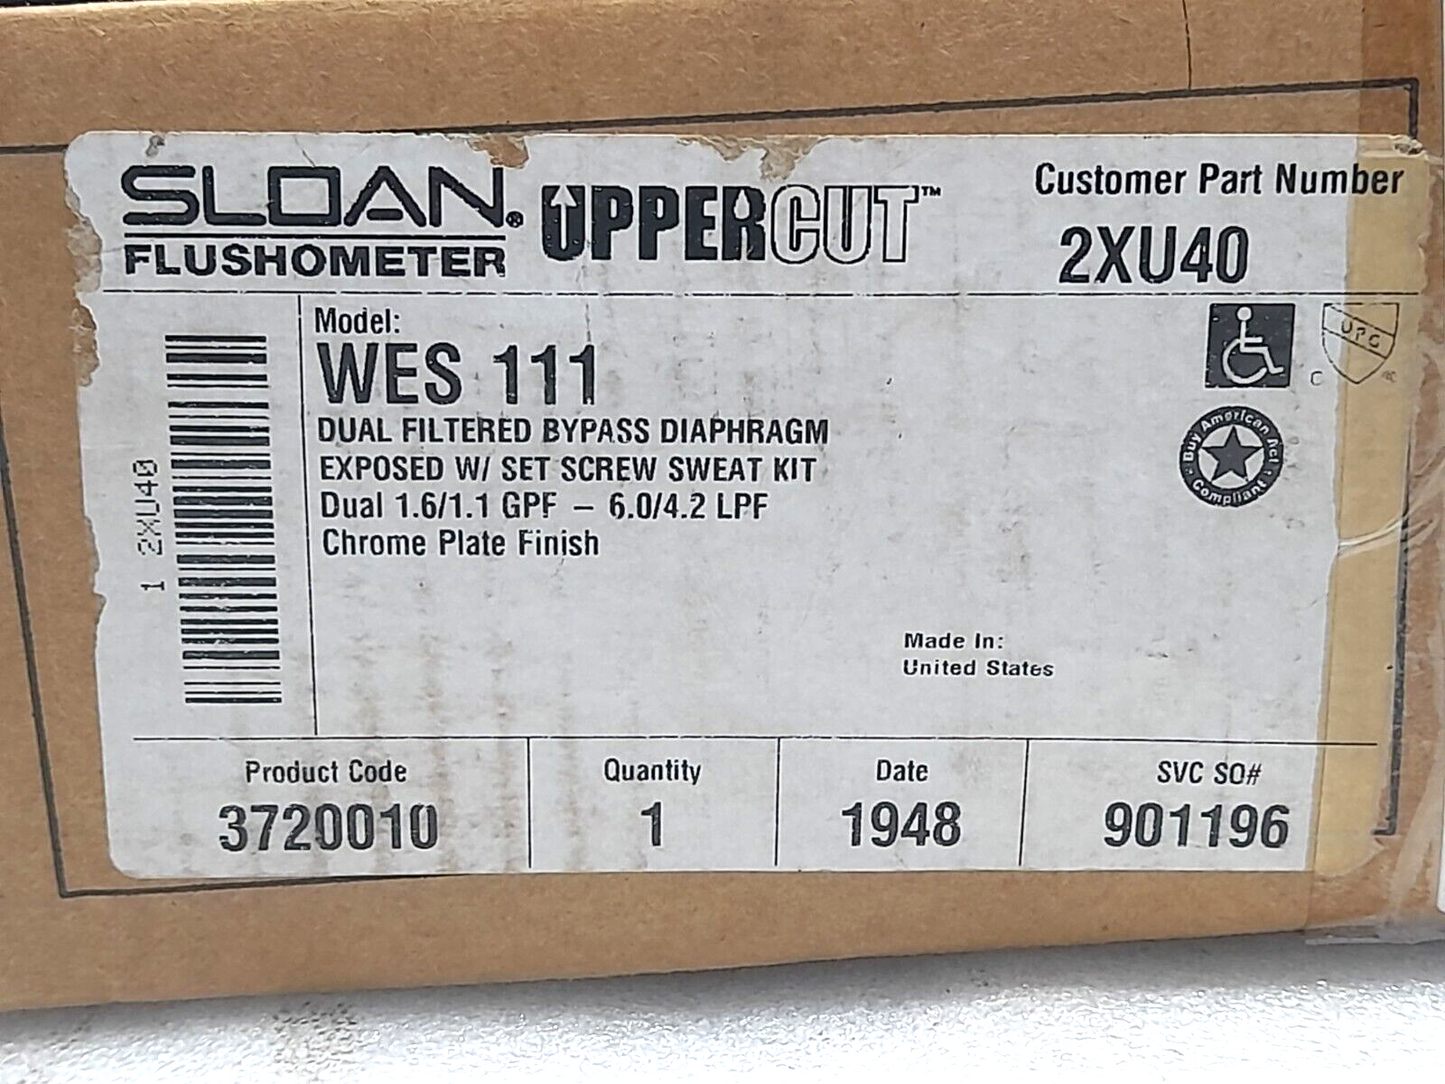 SLOAN® UPPERCUT™
FLUSHOMETER
Customer Part Number
2XU40
1 2XU40
Model:
WES 111
DUAL FILTERED BYPASS DIAPHRAGM
EXPOSED W/ SET SCREW SWEAT KIT
Dual 1.6/1.1 GPF – 6.0/4.2 LPF
Chrome Plate Finish
C UPC
Buy American Act
Compliant
Made In:
United States
Product Code
3720010
Quantity
1
Date
1948
SVC SO#
901196